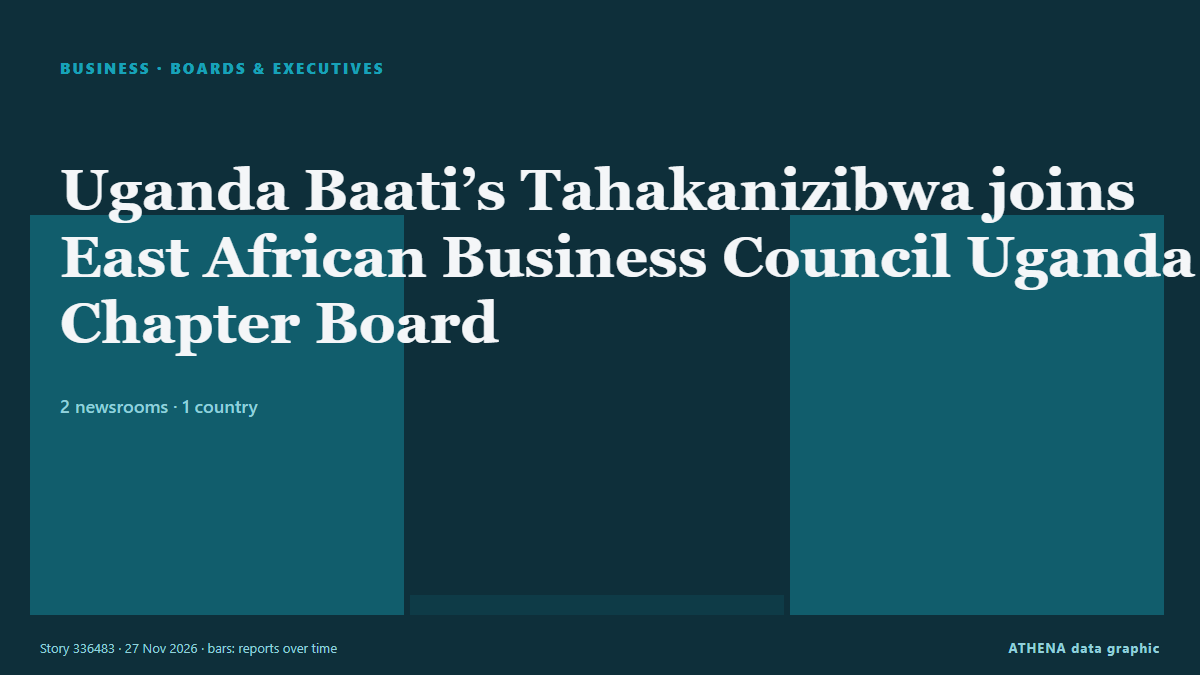 BUSINESS · BOARDS & EXECUTIVES
Uganda Baati’s Tahakanizibwa joins
East African Business Council Uganda
Chapter Board
2 newsrooms · 1 country
Story 336483 · 27 Nov 2026 · bars: reports over time
ATHENA data graphic